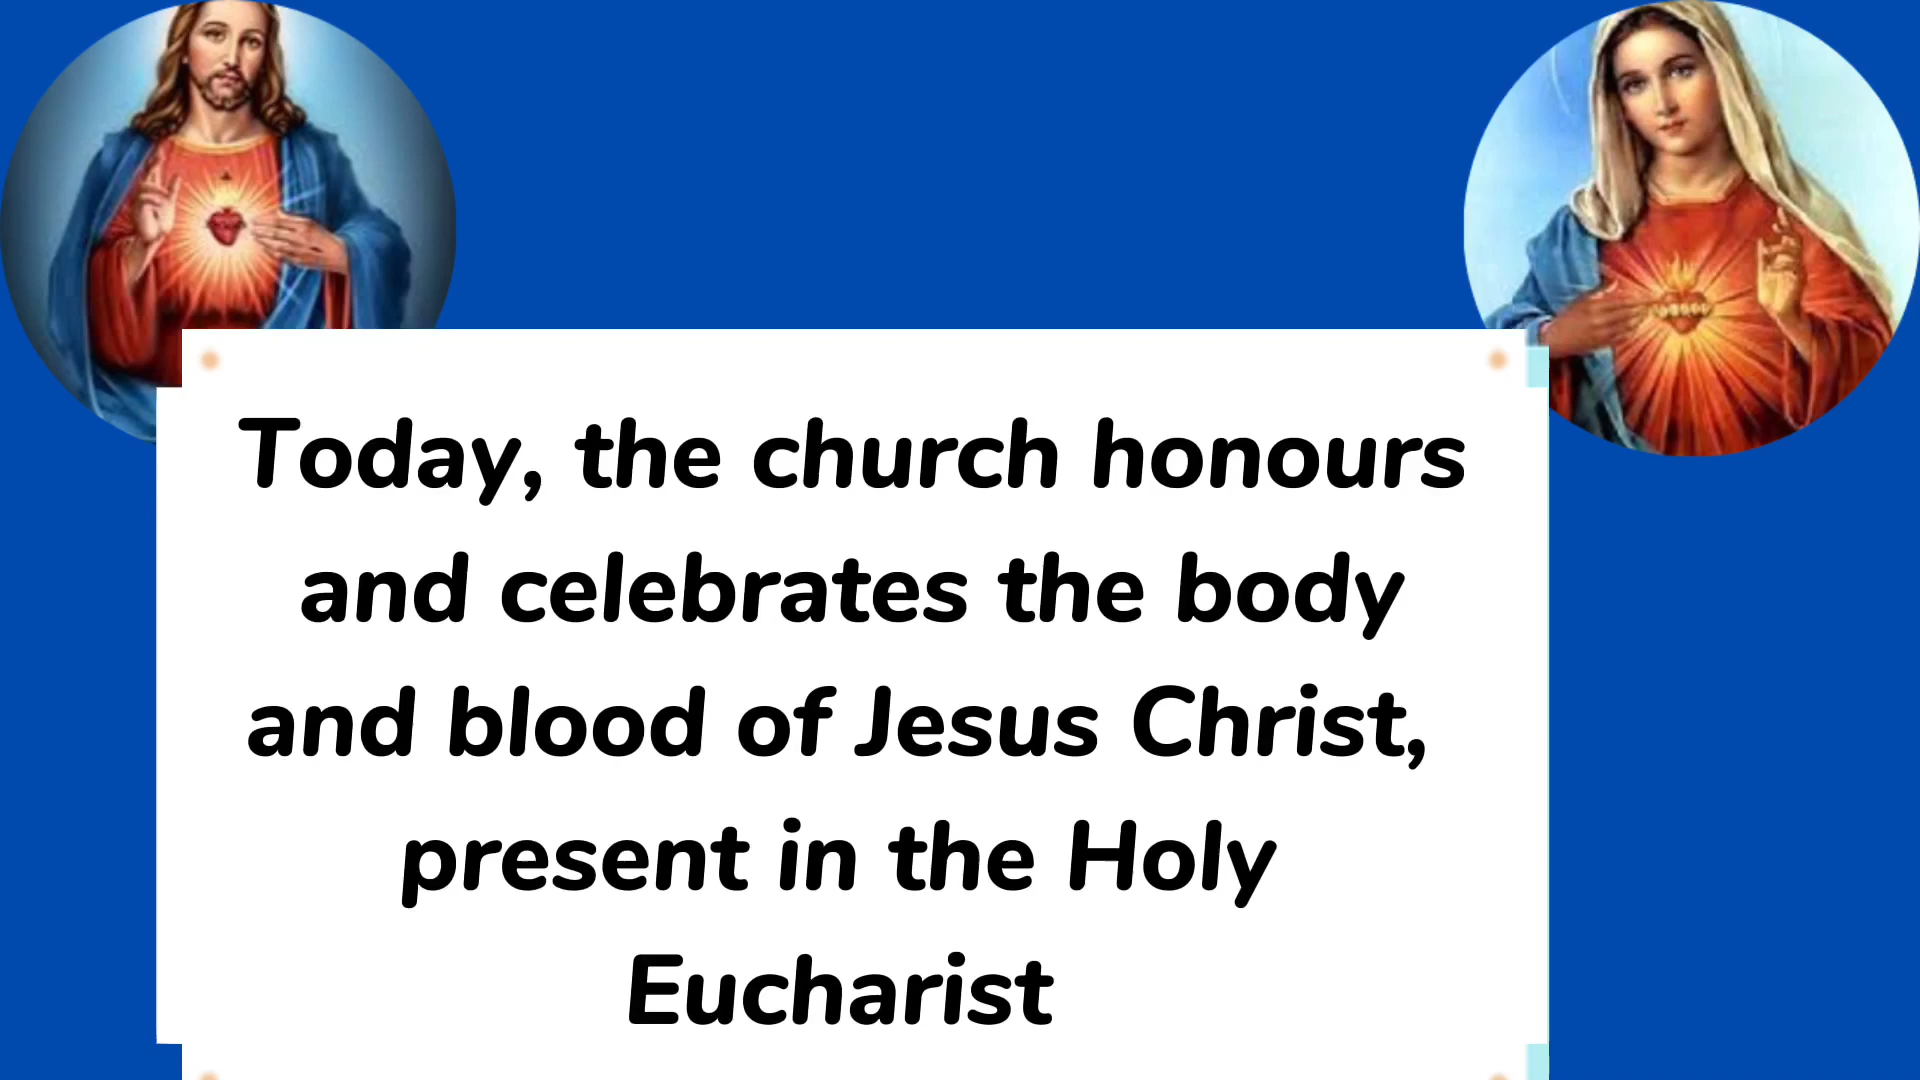 Today, the church honours
and celebrates the body
and blood of Jesus Christ,
present in the Holy
Eucharist